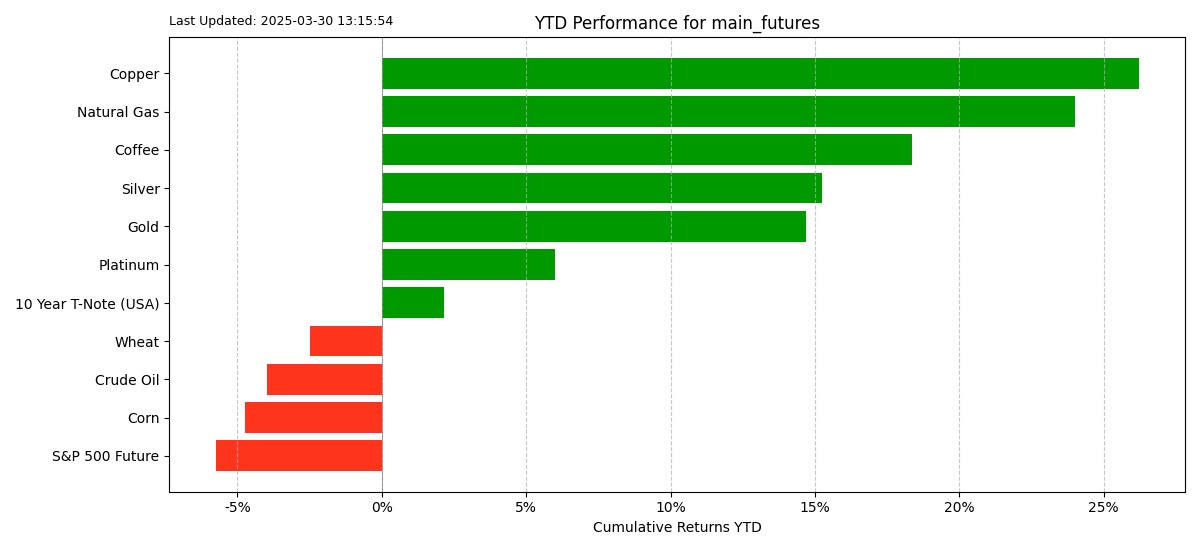 Last Updated: 2025-03-30 13:15:54
YTD Performance for main_futures
Copper
Natural Gas
Coffee
Silver
Gold
Platinum
10 Year T-Note (USA)
Wheat
Crude Oil
Corn
S&P 500 Future
-5% 0% 5% 10% 15% 20% 25%
Cumulative Returns YTD